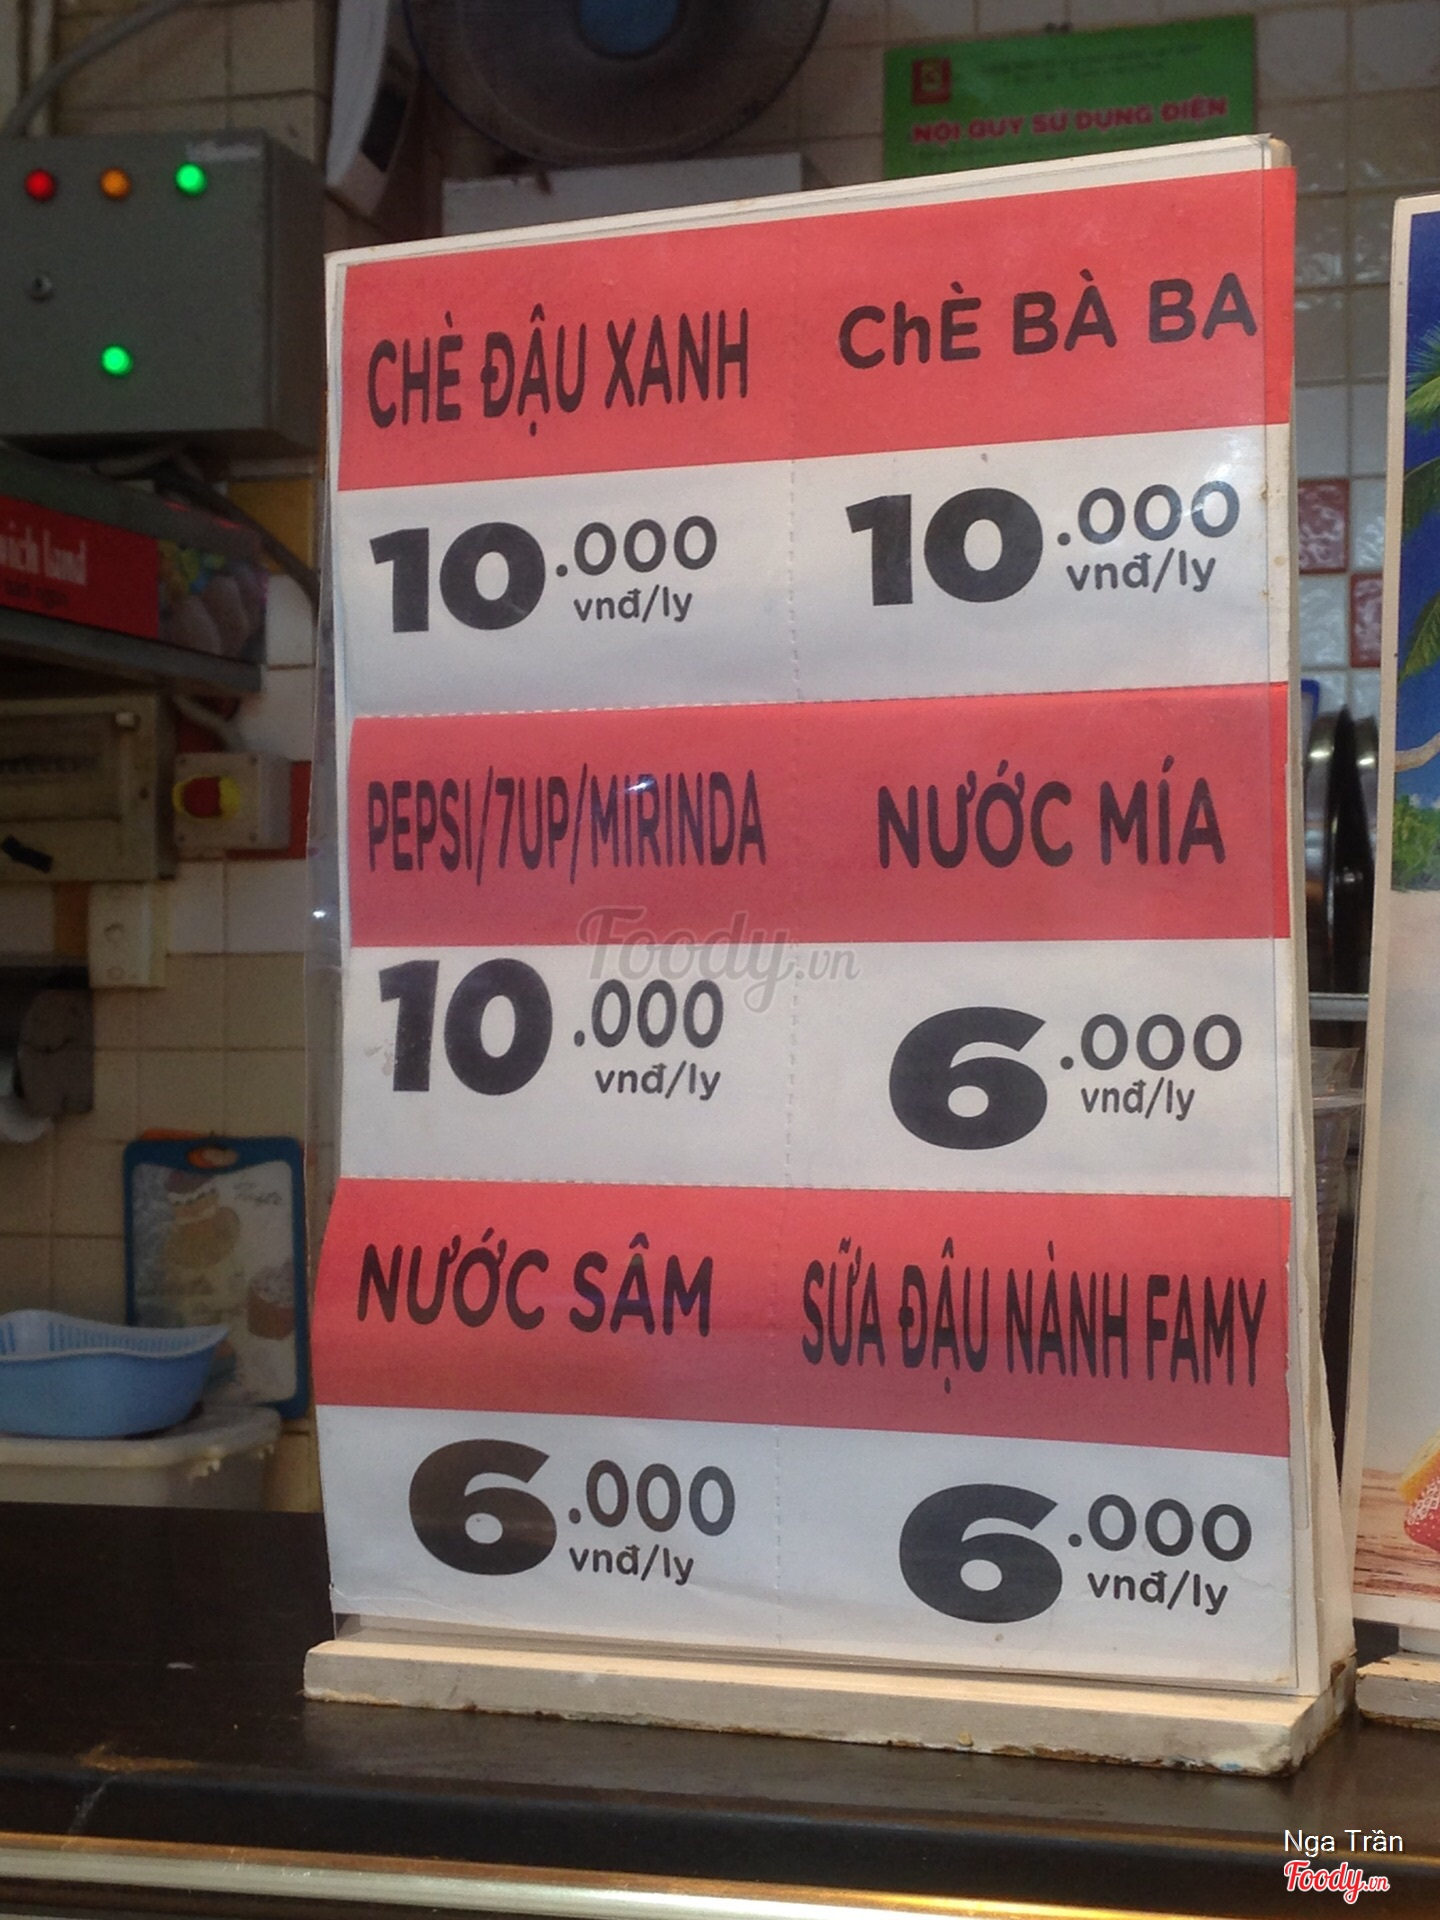 NỘI QUY SỬ DỤNG ĐIỆN
CHÈ ĐẬU XANH
ChÈ BÀ BA
10.000
vnđ/ly
10.000
vnđ/ly
PEPSI/7UP/MIRINDA
NƯỚC MÍA
10.000
vnđ/ly
6.000
vnđ/ly
NƯỚC SÂM
SỮA ĐẬU NÀNH FAMY
6.000
vnđ/ly
6.000
vnđ/ly
Foody.vn
Nga Trần
Foody.vn